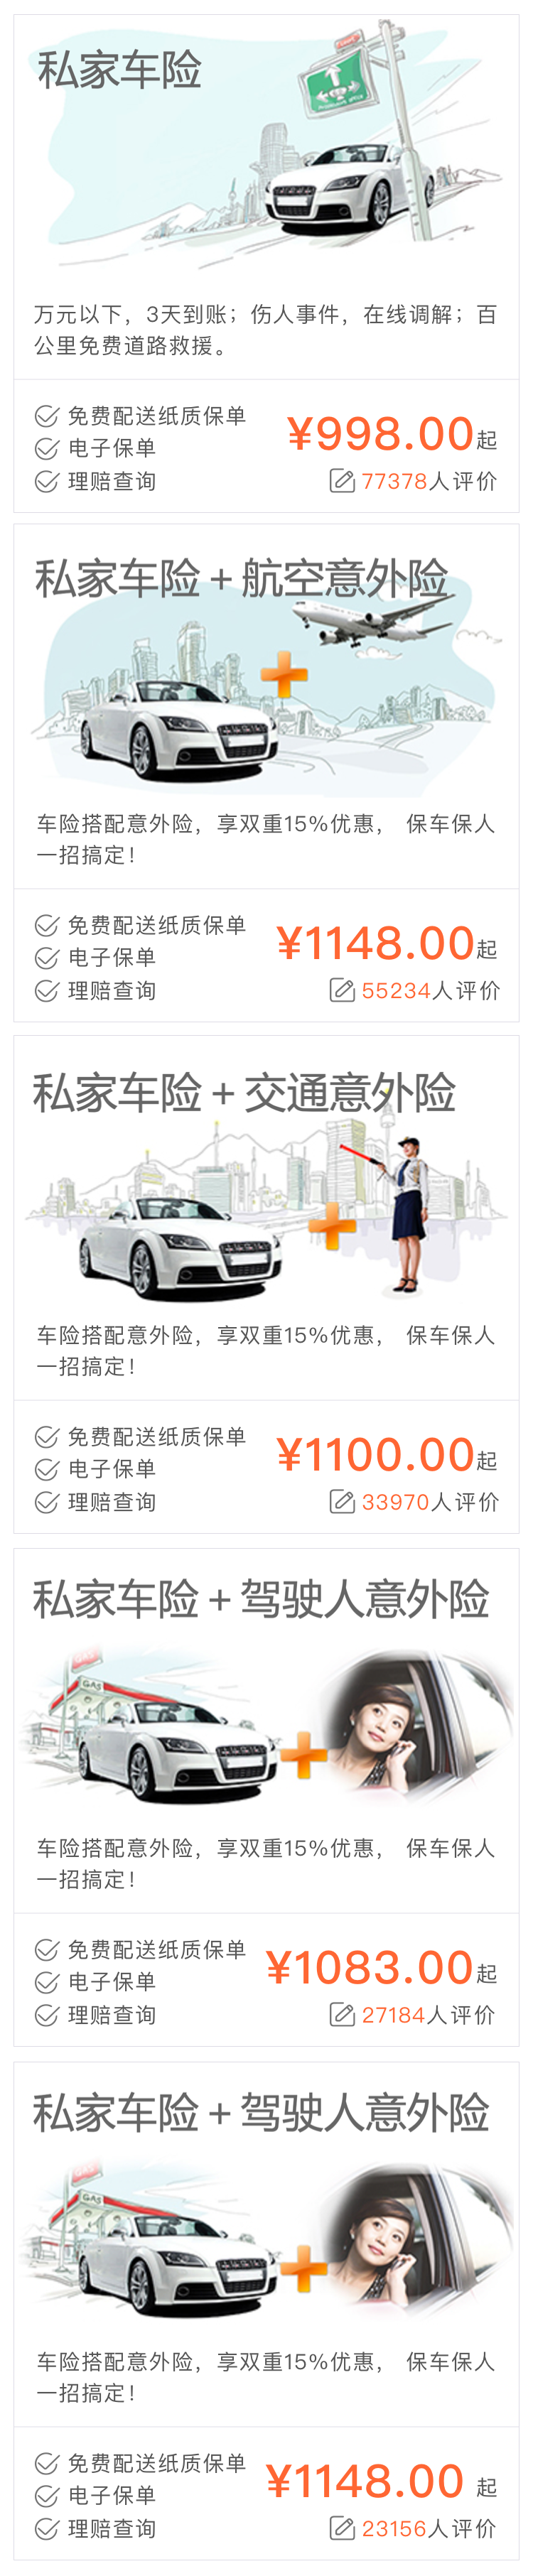 私家车险
万元以下，3天到账；伤人事件，在线调解；百
公里免费道路救援。
免费配送纸质保单
电子保单
理赔查询
¥998.00起
77378人评价
私家车险+航空意外险
车险搭配意外险，享双重15%优惠， 保车保人
一招搞定！
免费配送纸质保单
电子保单
理赔查询
¥1148.00起
55234人评价
私家车险+交通意外险
车险搭配意外险，享双重15%优惠， 保车保人
一招搞定！
免费配送纸质保单
电子保单
理赔查询
¥1100.00起
33970人评价
私家车险+驾驶人意外险
GAS
车险搭配意外险，享双重15%优惠， 保车保人
一招搞定！
免费配送纸质保单
电子保单
理赔查询
¥1083.00起
27184人评价
私家车险+驾驶人意外险
GAS
车险搭配意外险，享双重15%优惠， 保车保人
一招搞定！
免费配送纸质保单
电子保单
理赔查询
¥1148.00 起
23156人评价